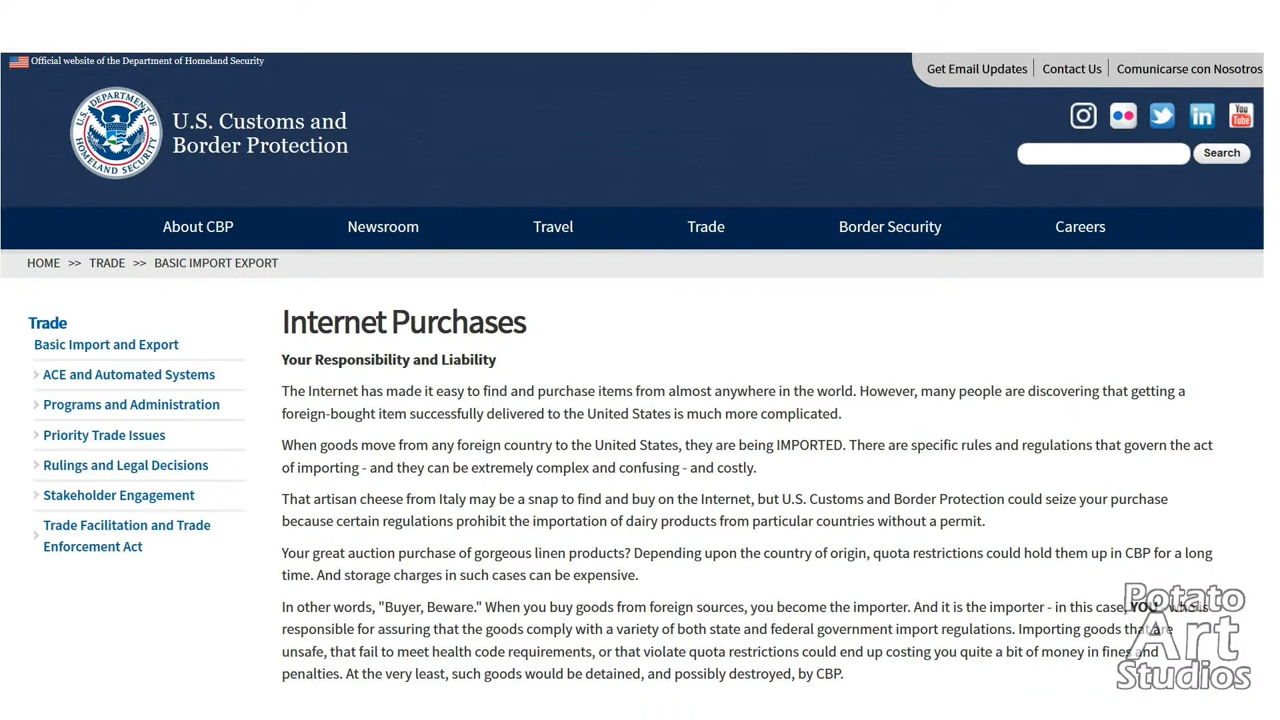 Official website of the Department of Homeland Security
Get Email Updates
Contact Us
Comunicarse con Nosotros
U.S. DEPARTMENT OF HOMELAND SECURITY
U.S. Customs and
Border Protection
You
Tube
Search
About CBP
Newsroom
Travel
Trade
Border Security
Careers
HOME >> TRADE >> BASIC IMPORT EXPORT
Trade
Basic Import and Export
ACE and Automated Systems
Programs and Administration
Priority Trade Issues
Rulings and Legal Decisions
Stakeholder Engagement
Trade Facilitation and Trade
Enforcement Act
Internet Purchases
Your Responsibility and Liability
The Internet has made it easy to find and purchase items from almost anywhere in the world. However, many people are discovering that getting a
foreign-bought item successfully delivered to the United States is much more complicated.
When goods move from any foreign country to the United States, they are being IMPORTED. There are specific rules and regulations that govern the act
of importing - and they can be extremely complex and confusing - and costly.
That artisan cheese from Italy may be a snap to find and buy on the Internet, but U.S. Customs and Border Protection could seize your purchase
because certain regulations prohibit the importation of dairy products from particular countries without a permit.
Your great auction purchase of gorgeous linen products? Depending upon the country of origin, quota restrictions could hold them up in CBP for a long
time. And storage charges in such cases can be expensive.
In other words, "Buyer, Beware." When you buy goods from foreign sources, you become the importer. And it is the importer - in this case, YOU - who is
responsible for assuring that the goods comply with a variety of both state and federal government import regulations. Importing goods that are
unsafe, that fail to meet health code requirements, or that violate quota restrictions could end up costing you quite a bit of money in fines and
penalties. At the very least, such goods would be detained, and possibly destroyed, by CBP.
Potato
Art
Studios